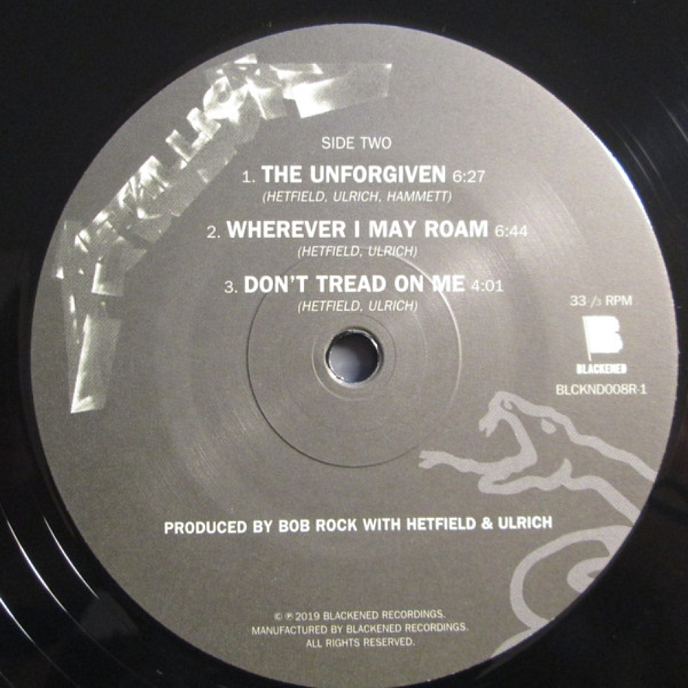 SIDE TWO
1. THE UNFORGIVEN 6:27
(HETFIELD, ULRICH, HAMMETT)
2. WHEREVER I MAY ROAM 6:44
(HETFIELD, ULRICH)
3. DON'T TREAD ON ME 4:01
(HETFIELD, ULRICH)
33 /3 RPM
B
BLACKENED
BLCKND008R-1
PRODUCED BY BOB ROCK WITH HETFIELD & ULRICH
© ℗ 2019 BLACKENED RECORDINGS.
MANUFACTURED BY BLACKENED RECORDINGS.
ALL RIGHTS RESERVED.